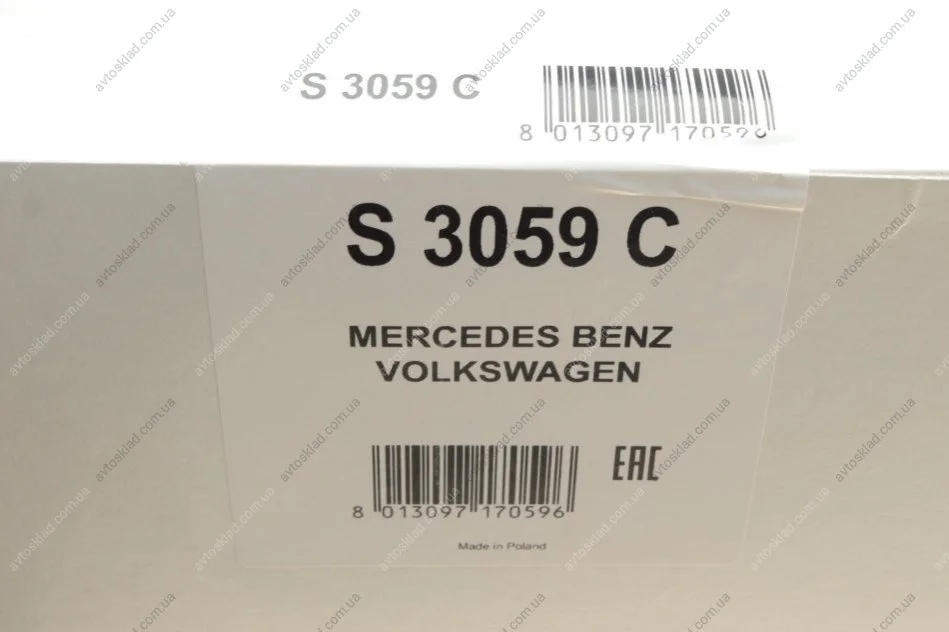 S 3059 C
8 013097 170596
S 3059 C
MERCEDES BENZ
VOLKSWAGEN
8 013097 170596
EAC
Made in Poland
avtosklad.com.ua